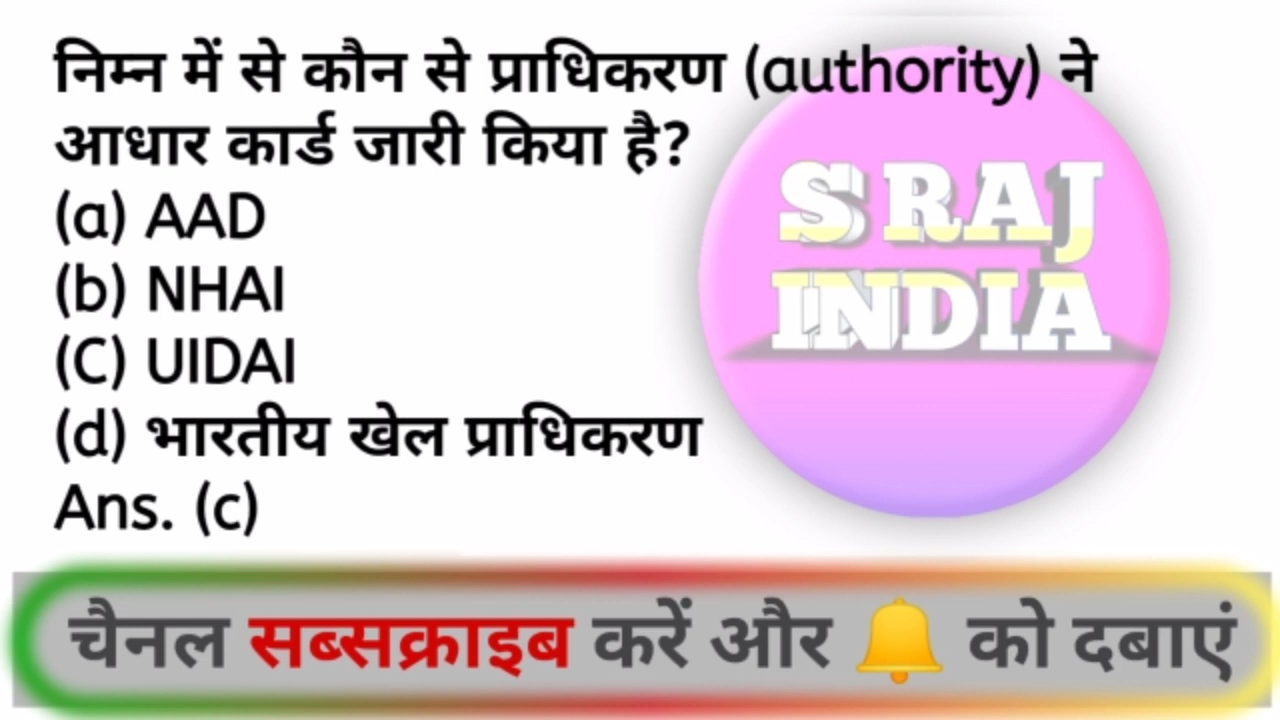 निम्न में से कौन से प्राधिकरण (authority) ने
आधार कार्ड जारी किया है?
(a) AAD
(b) NHAI
(C) UIDAI
(d) भारतीय खेल प्राधिकरण
Ans. (c)
S RAJ
INDIA
चैनल सब्सक्राइब करें और 🔔 को दबाएं